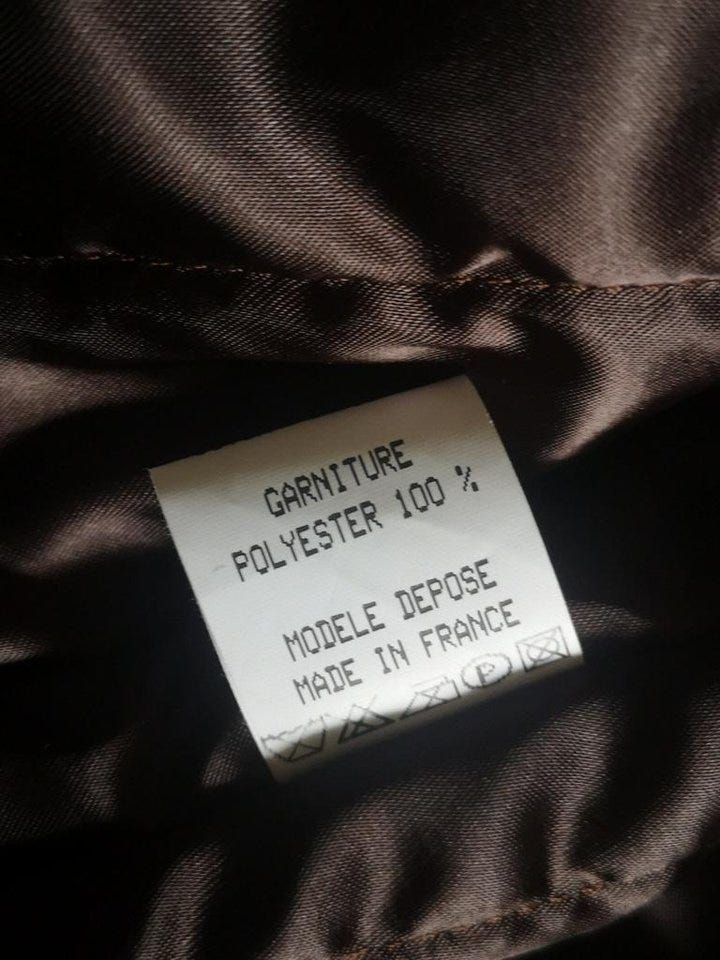 GARNITURE
POLYESTER 100 %
MODELE DEPOSE
MADE IN FRANCE
P